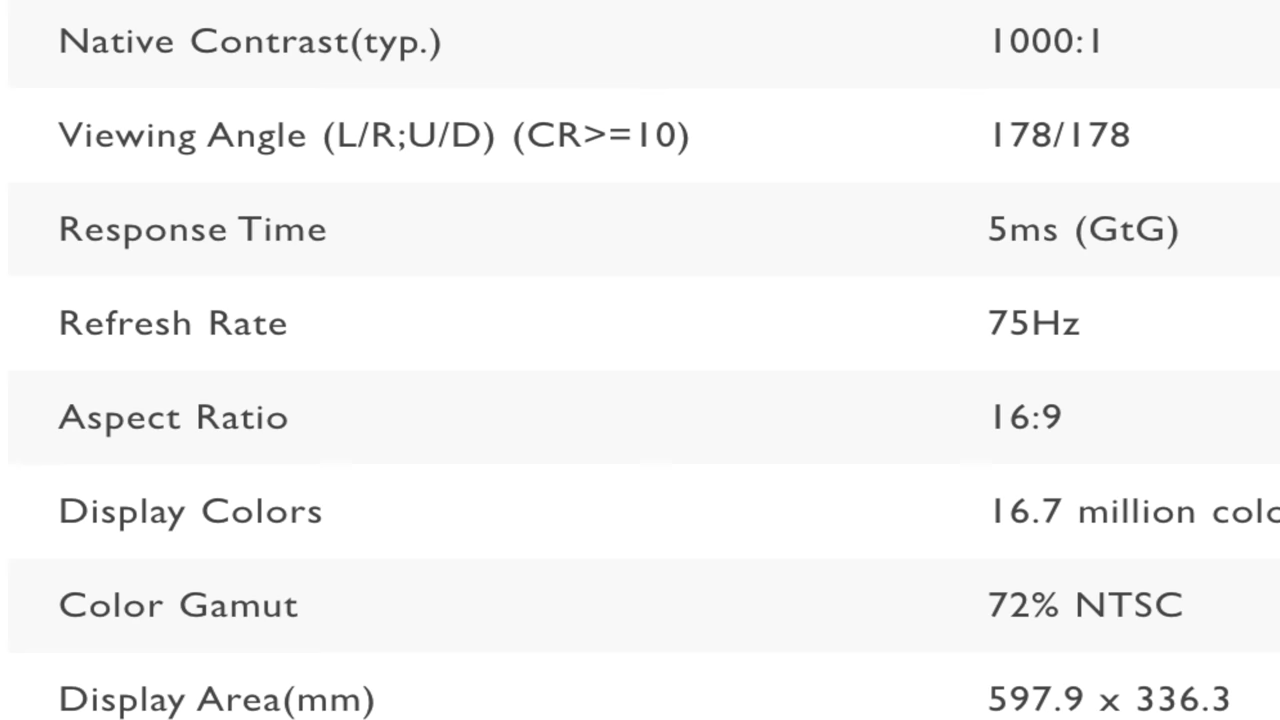 Native Contrast(typ.) 1000:1
Viewing Angle (L/R;U/D) (CR>=10) 178/178
Response Time 5ms (GtG)
Refresh Rate 75Hz
Aspect Ratio 16:9
Display Colors 16.7 million
Color Gamut 72% NTSC
Display Area(mm) 597.9 x 336.3